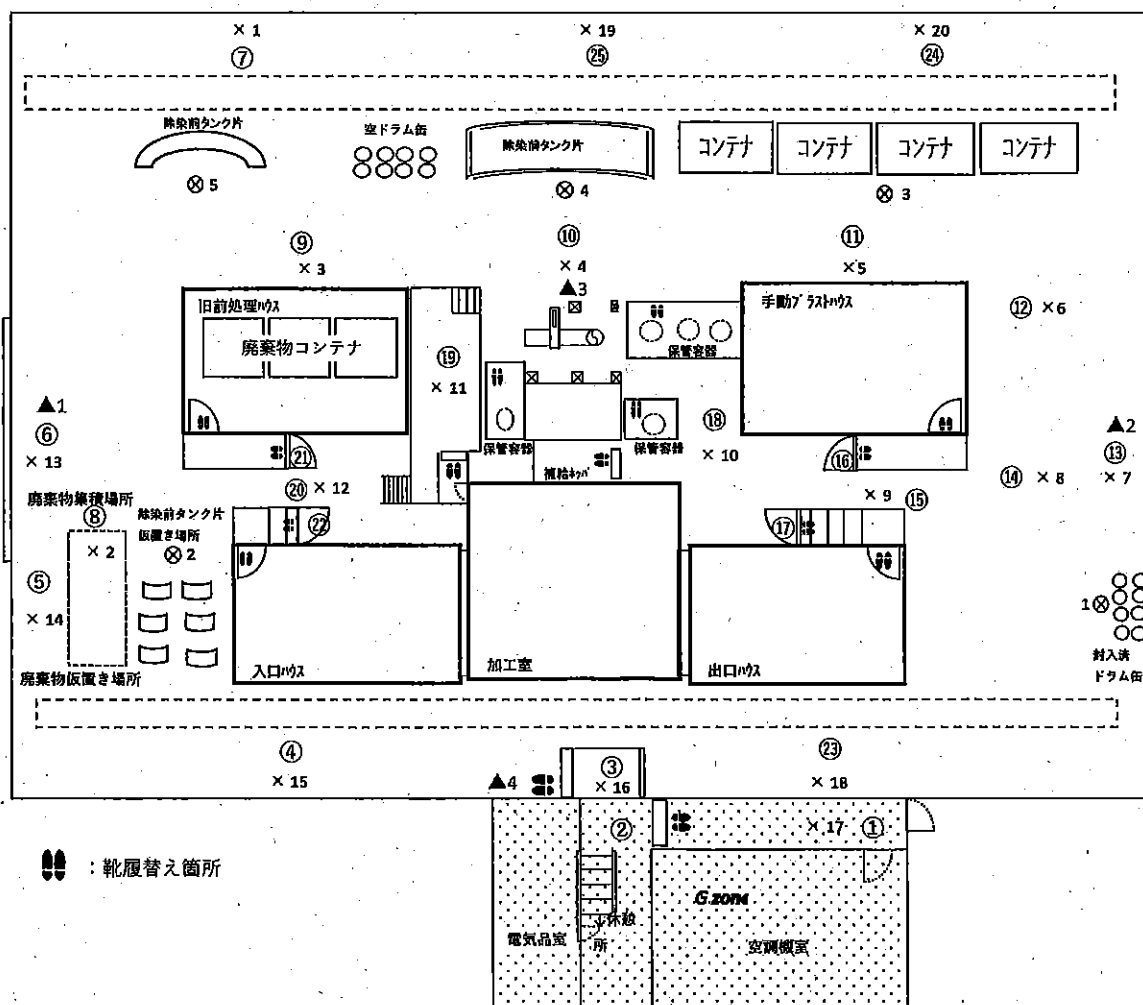 × 1
× 19
× 20
⑦
㉕
㉔
除染前タンク片
空ドラム缶
除染前タンク片
コンテナ
コンテナ
コンテナ
コンテナ
⊗ 5
⊗ 4
⊗ 3
⑨
⑩
⑪
× 3
× 4
×5
▲3
旧前処理ハウス
手動ブラストハウス
⑫ ×6
廃棄物コンテナ
保管容器
⑲
× 11
▲1
⑥
× 13
⑱
▲2
⑬
保管容器
保管容器
㉑
× 10
⑯
⑭ × 8
× 7
補給ホッパ
⑳ × 12
× 9 ⑮
廃棄物集積場所
⑧
除染前タンク片
仮置き場所
㉒
⑰
× 2
⊗2
⑤
× 14
1⊗
封入済
ドラム缶
廃棄物仮置き場所
入口ハウス
加工室
出口ハウス
④
× 15
③
× 16
㉓
× 18
▲4
②
× 17 ①
：靴履替え箇所
G zone
休憩
所
電気品室
空調機室